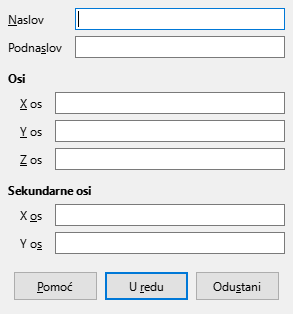 Naslov
Podnaslov
Osi
X os
Y os
Z os
Sekundarne osi
X os
Y os
Pomoć U redu Odustani